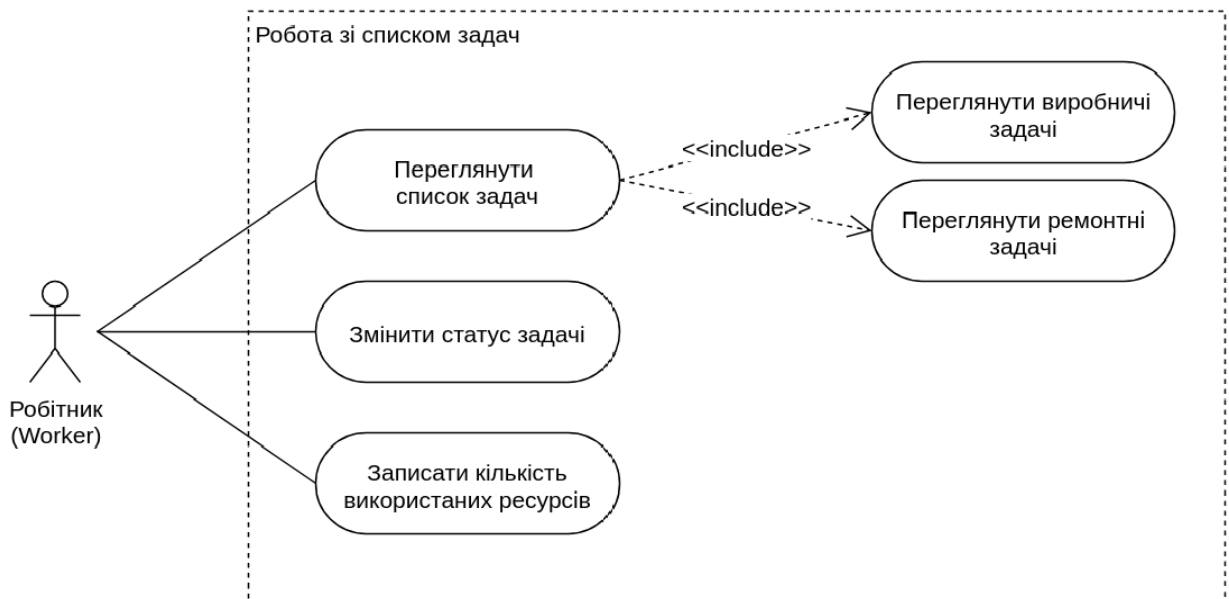 Робота зі списком задач
Переглянути виробничі
задачі
Переглянути
список задач
<<include>>
<<include>>
Переглянути ремонтні
задачі
Змінити статус задачі
Робітник
(Worker)
Записати кількість
використаних ресурсів